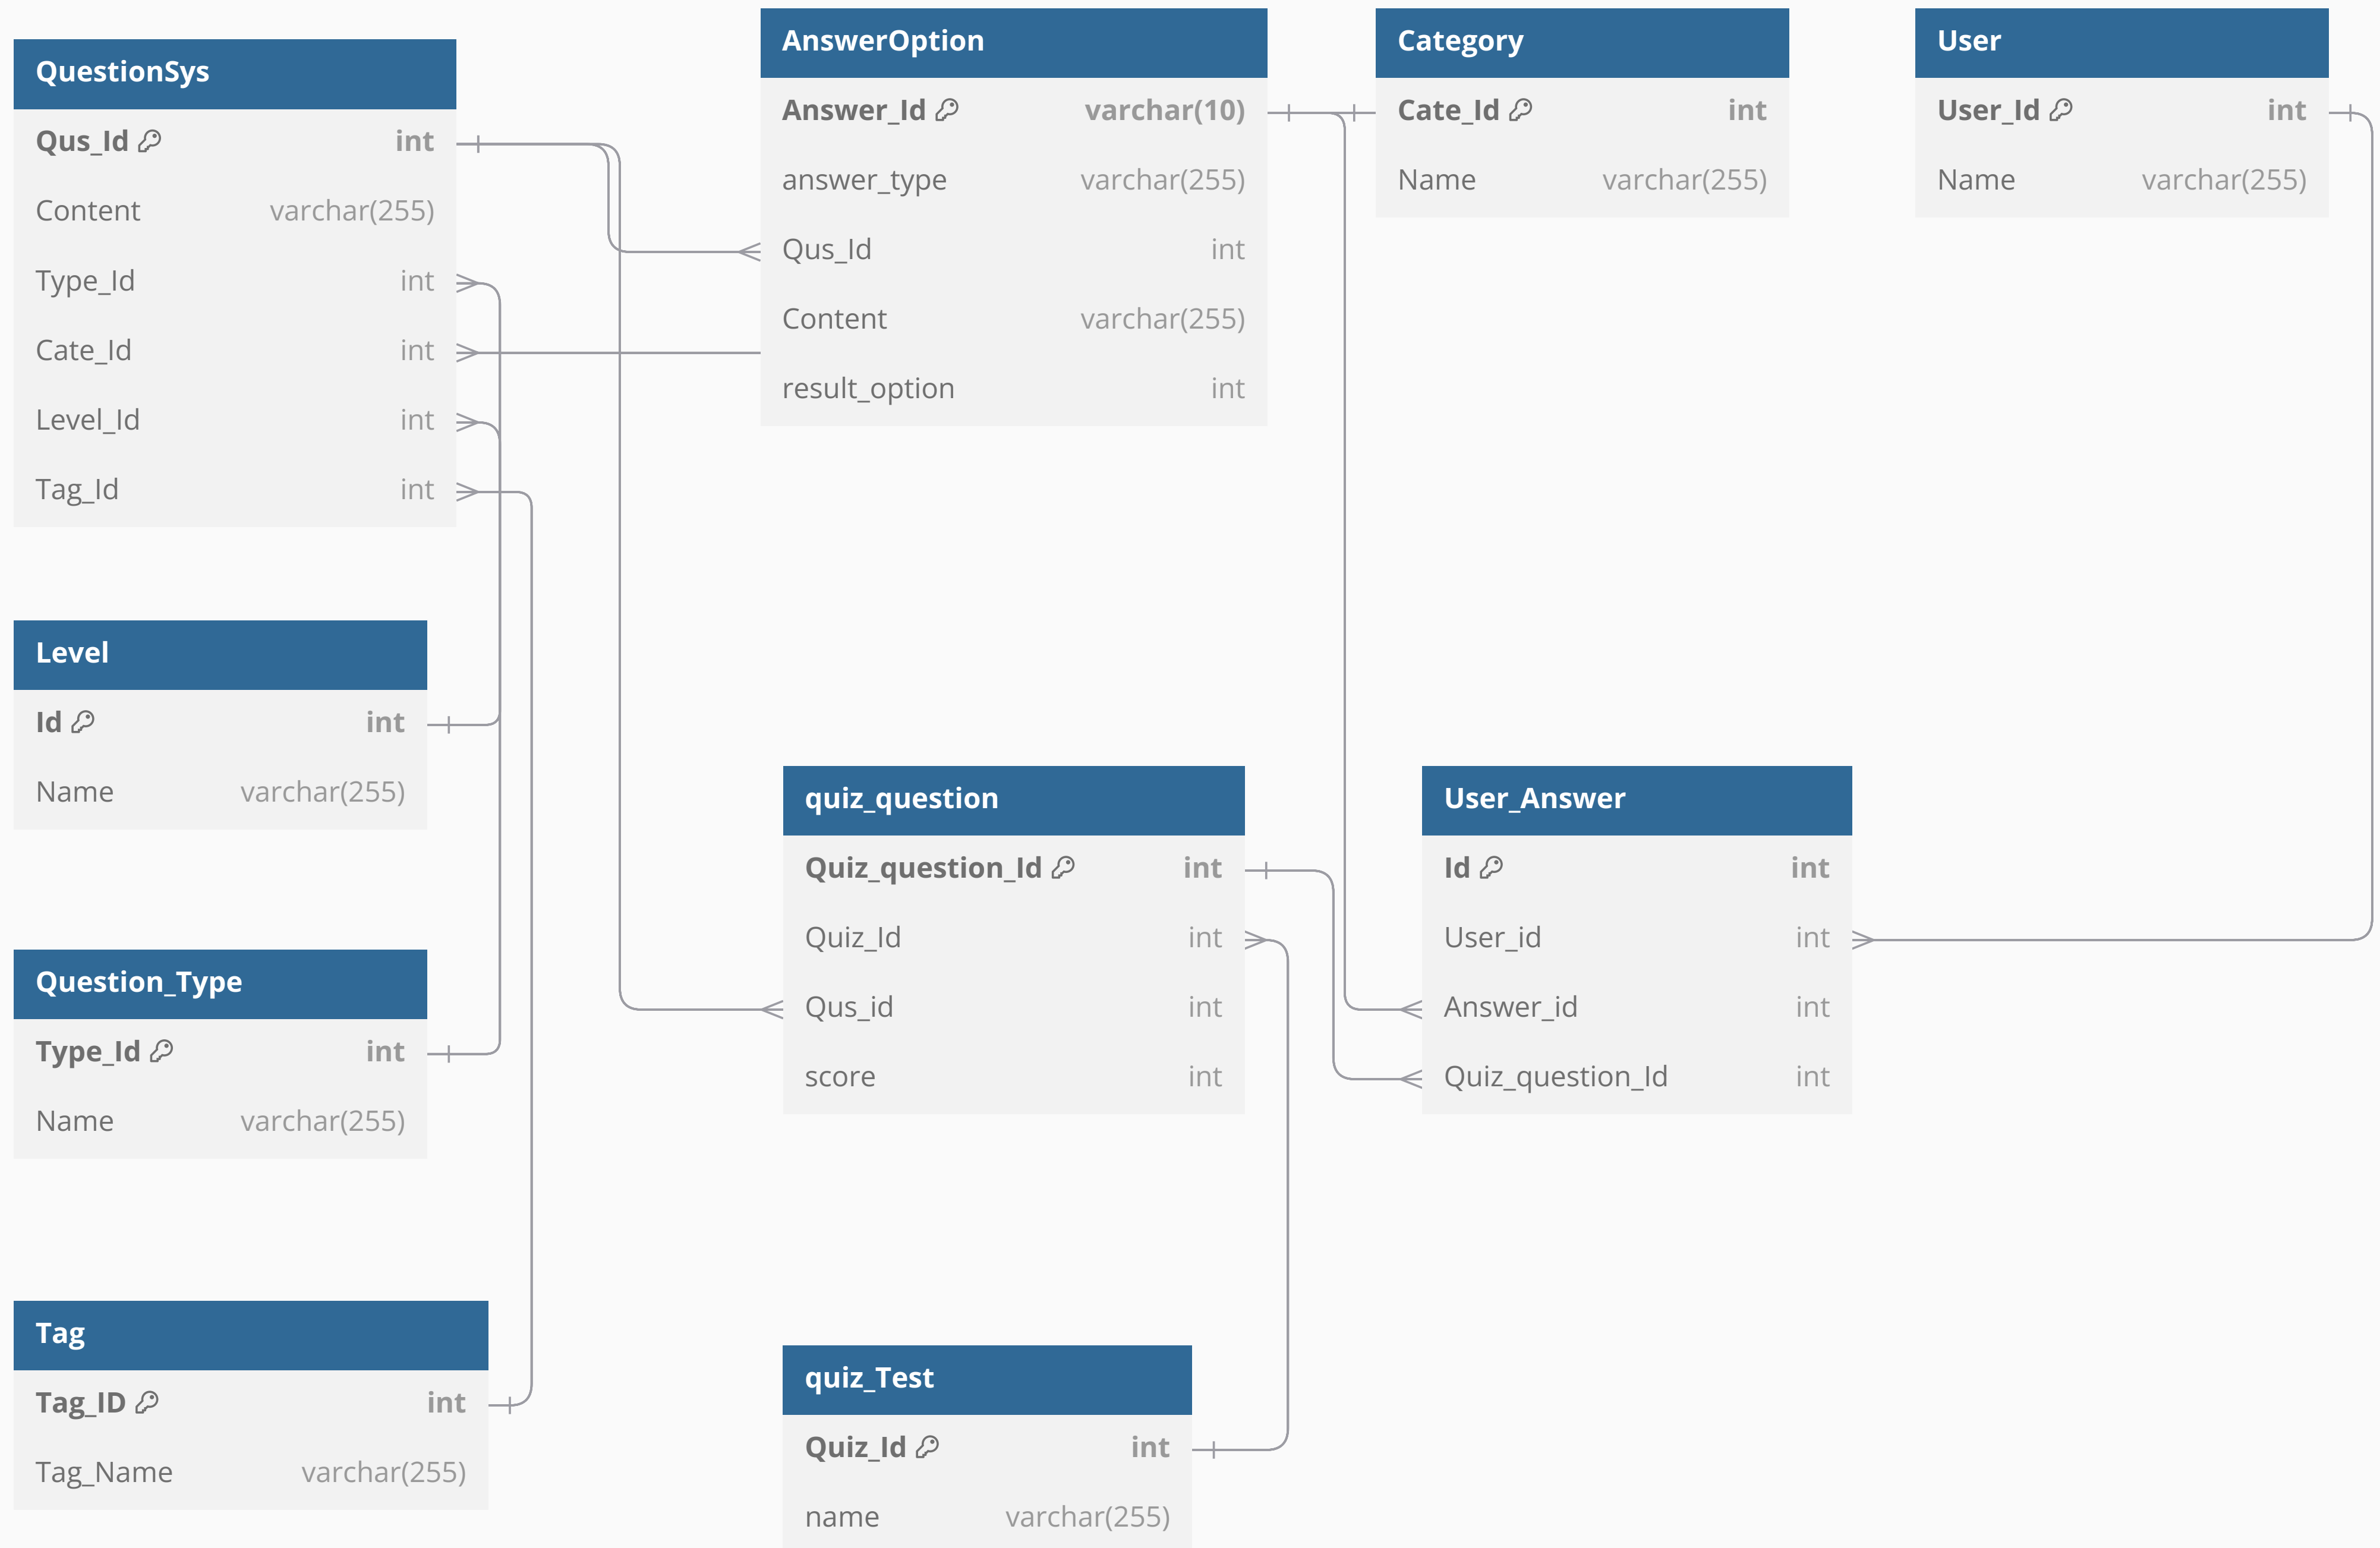 QuestionSys
Qus_Id int
Content varchar(255)
Type_Id int
Cate_Id int
Level_Id int
Tag_Id int
AnswerOption
Answer_Id varchar(10)
answer_type varchar(255)
Qus_Id int
Content varchar(255)
result_option int
Category
Cate_Id int
Name varchar(255)
User
User_Id int
Name varchar(255)
Level
Id int
Name varchar(255)
quiz_question
Quiz_question_Id int
Quiz_Id int
Qus_id int
score int
User_Answer
Id int
User_id int
Answer_id int
Quiz_question_Id int
Question_Type
Type_Id int
Name varchar(255)
Tag
Tag_ID int
Tag_Name varchar(255)
quiz_Test
Quiz_Id int
name varchar(255)